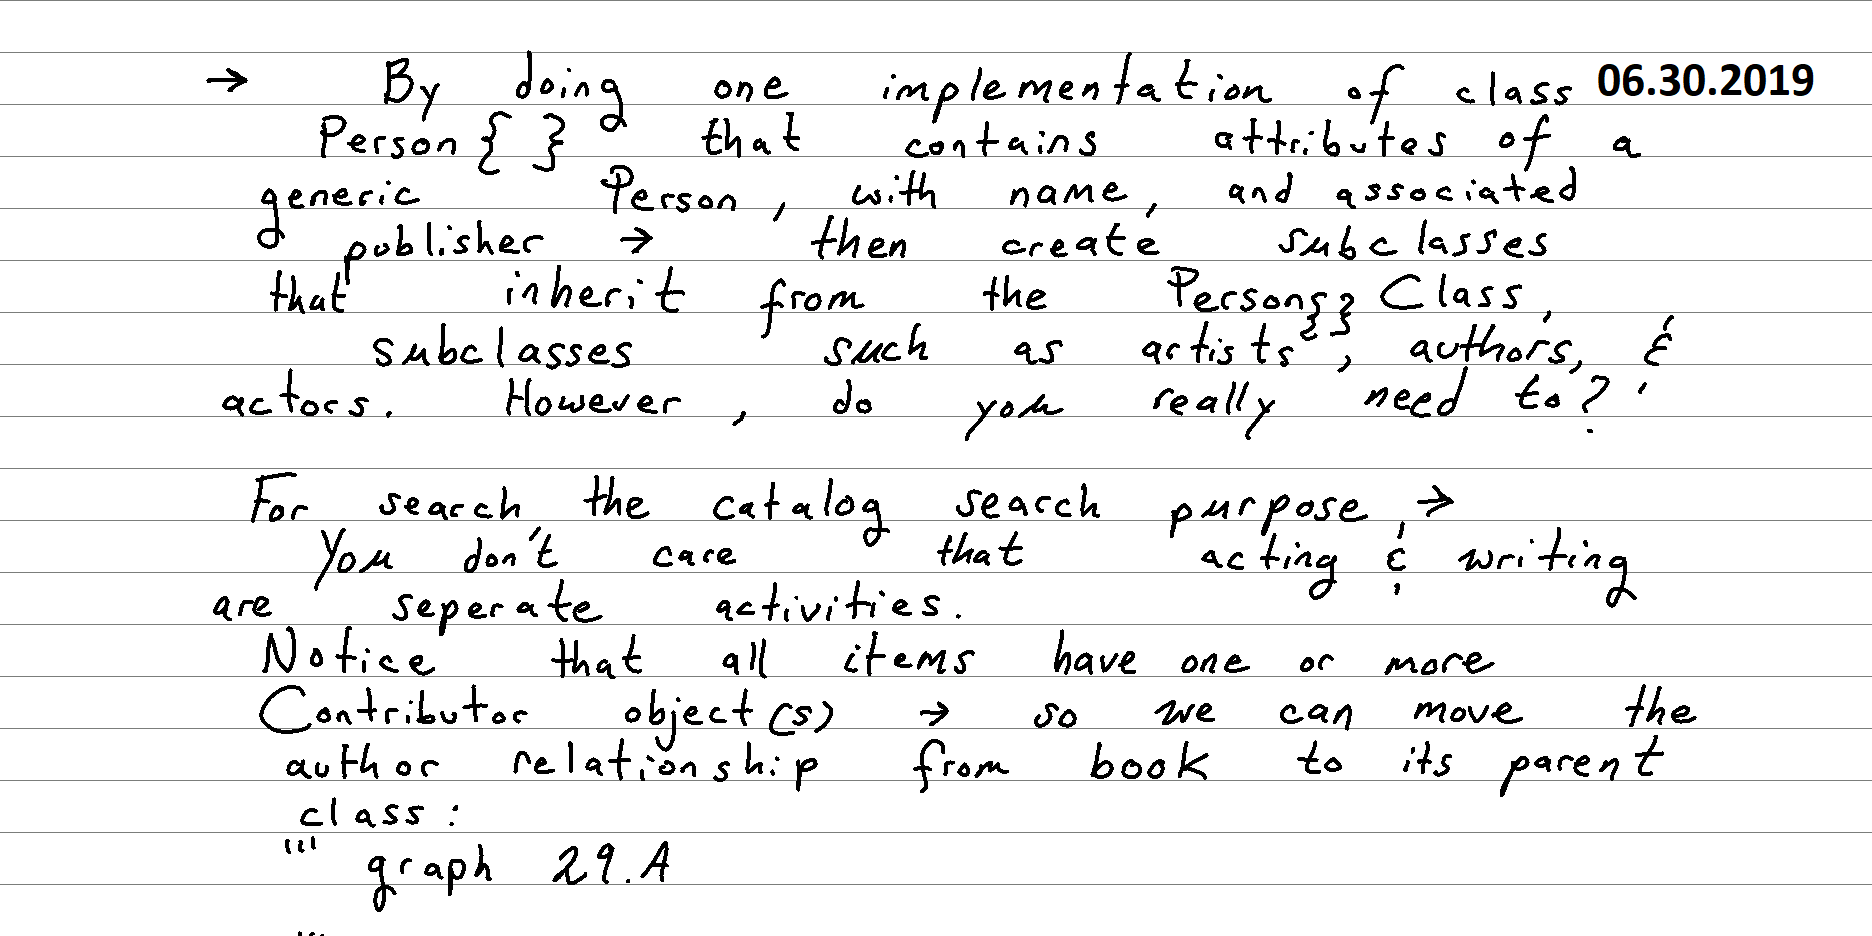 → By doing one implementation of class 06.30.2019
Person { } that contains attributes of a
generic Person, with name, and associated
publisher → then create subclasses
that inherit from the Person{} Class,
subclasses such as artists, authors, &
actors. However, do you really need to?
For search the catalog search purpose, →
You don't care that acting & writing
are seperate activities.
Notice that all items have one or more
Contributor object(s) → so we can move the
author relationship from book to its parent
class:
''' graph 29.A
'''